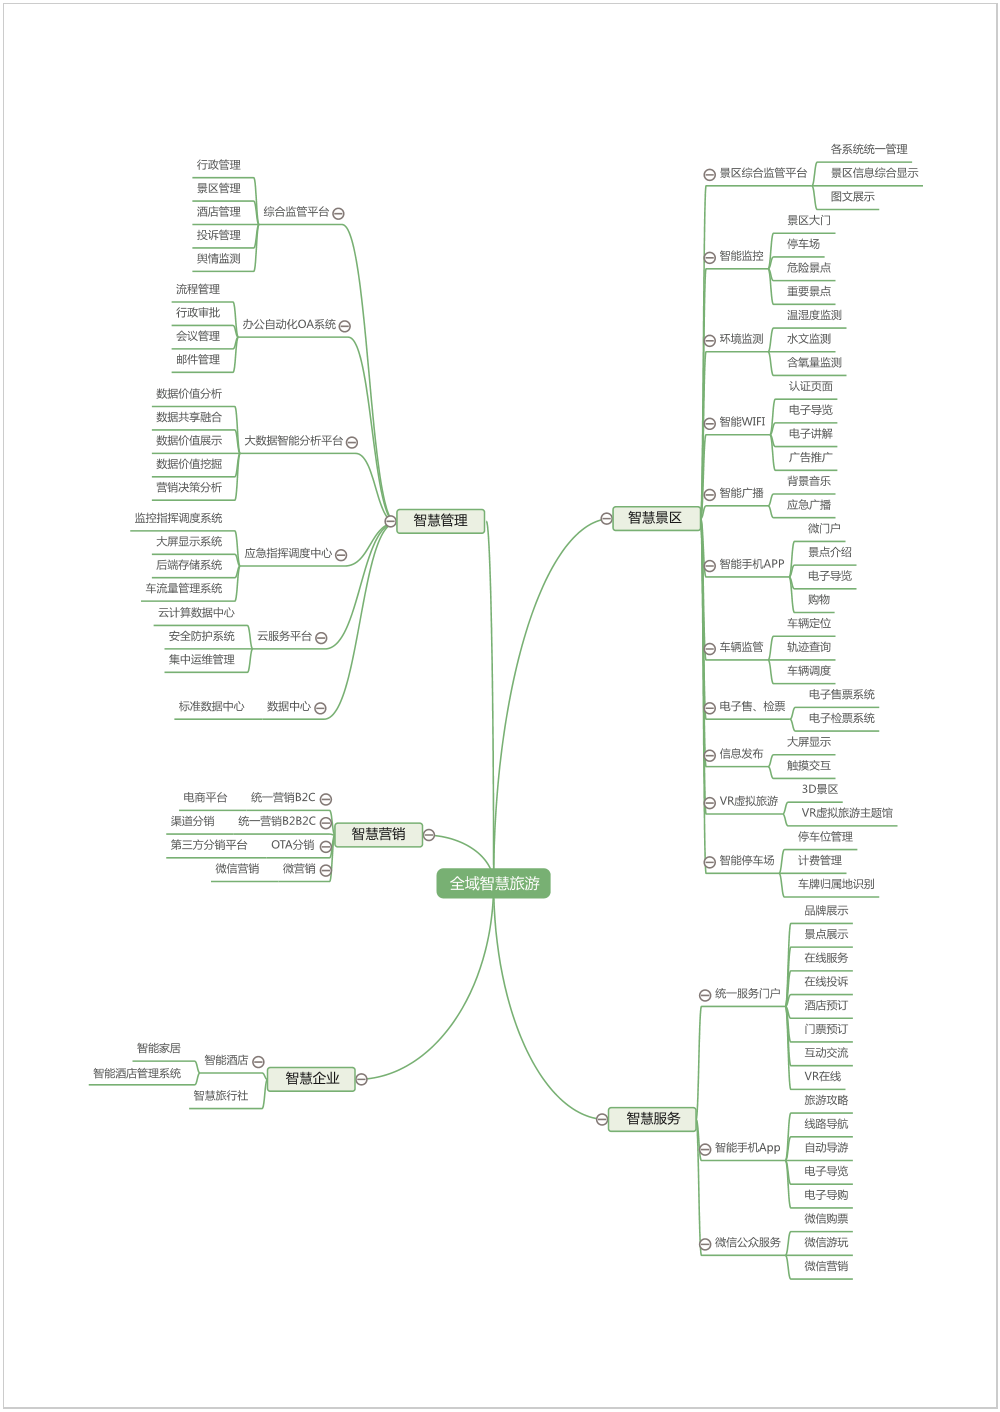 全域智慧旅游
智慧管理
综合监管平台
行政管理
景区管理
酒店管理
投诉管理
舆情监测
办公自动化OA系统
流程管理
行政审批
会议管理
邮件管理
大数据智能分析平台
数据价值分析
数据共享融合
数据价值展示
数据价值挖掘
营销决策分析
应急指挥调度中心
监控指挥调度系统
大屏显示系统
后端存储系统
车流量管理系统
云服务平台
云计算数据中心
安全防护系统
集中运维管理
数据中心
标准数据中心
智慧营销
统一营销B2C
电商平台
统一营销B2B2C
渠道分销
OTA分销
第三方分销平台
微营销
微信营销
智慧企业
智能酒店
智能家居
智能酒店管理系统
智慧旅行社
智慧景区
景区综合监管平台
各系统统一管理
景区信息综合显示
图文展示
智能监控
景区大门
停车场
危险景点
重要景点
环境监测
温湿度监测
水文监测
含氧量监测
智能WIFI
认证页面
电子导览
电子讲解
广告推广
智能广播
背景音乐
应急广播
智能手机APP
微门户
景点介绍
电子导览
购物
车辆监管
车辆定位
轨迹查询
车辆调度
电子售、检票
电子售票系统
电子检票系统
信息发布
大屏显示
触摸交互
VR虚拟旅游
3D景区
VR虚拟旅游主题馆
智能停车场
停车位管理
计费管理
车牌归属地识别
智慧服务
统一服务门户
品牌展示
景点展示
在线服务
在线投诉
酒店预订
门票预订
互动交流
VR在线
智能手机App
旅游攻略
线路导航
自动导游
电子导览
电子导购
微信公众服务
微信购票
微信游玩
微信营销